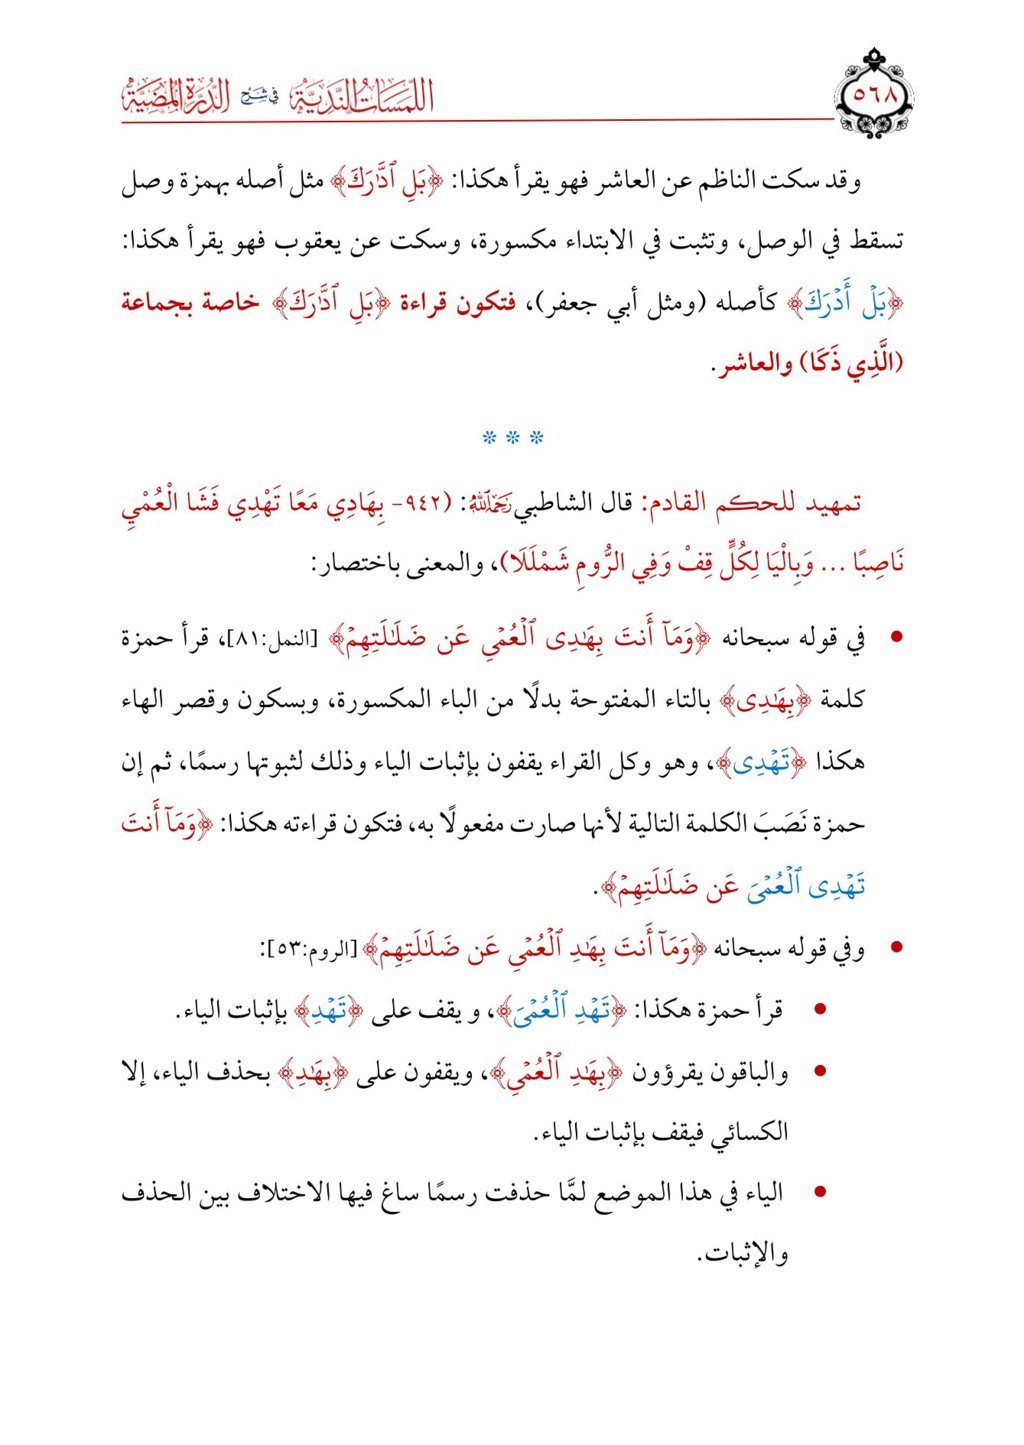 ٥٦٨
اللمسات الندية في شرح الدرة المضية
وقد سكت الناظم عن العاشر فهو يقرأ هكذا: ﴿بَلِ ٱدَّٰرَكَ﴾ مثل أصله بهمزة وصل
تسقط في الوصل، وتثبت في الابتداء مكسورة، وسكت عن يعقوب فهو يقرأ هكذا:
﴿بَلۡ أَدۡرَكَ﴾ كأصله (ومثل أبي جعفر)، فتكون قراءة ﴿بَلِ ٱدَّٰرَكَ﴾ خاصة بجماعة
(الَّذِي ذَكَا) والعاشر.
* * *
تمهيد للحكم القادم: قال الشاطبي رَحِمَهُ ٱللَّهُ: (٩٤٢- بِهَادِي مَعًا تَهْدِي فَشَا الْعُمْيِ
نَاصِبًا ... وَبِالْيَا لِكُلٍّ قِفْ وَفِي الرُّومِ شَمْلَلَا)، والمعنى باختصار:
• في قوله سبحانه ﴿وَمَآ أَنتَ بِهَٰدِى ٱلۡعُمۡيِ عَن ضَلَٰلَتِهِمۡ﴾ [النمل:٨١]، قرأ حمزة
كلمة ﴿بِهَٰدِى﴾ بالتاء المفتوحة بدلًا من الباء المكسورة، وبسكون وقصر الهاء
هكذا ﴿تَهۡدِى﴾، وهو وكل القراء يقفون بإثبات الياء وذلك لثبوتها رسمًا، ثم إن
حمزة نَصَبَ الكلمة التالية لأنها صارت مفعولًا به، فتكون قراءته هكذا: ﴿وَمَآ أَنتَ
تَهۡدِى ٱلۡعُمۡيَ عَن ضَلَٰلَتِهِمۡ﴾.
• وفي قوله سبحانه ﴿وَمَآ أَنتَ بِهَٰدِ ٱلۡعُمۡيِ عَن ضَلَٰلَتِهِمۡ﴾ [الروم:٥٣]:
• قرأ حمزة هكذا: ﴿تَهۡدِ ٱلۡعُمۡيَ﴾، و يقف على ﴿تَهۡدِ﴾ بإثبات الياء.
• والباقون يقرؤون ﴿بِهَٰدِ ٱلۡعُمۡيِ﴾، ويقفون على ﴿بِهَٰدِ﴾ بحذف الياء، إلا
الكسائي فيقف بإثبات الياء.
• الياء في هذا الموضع لمَّا حذفت رسمًا ساغ فيها الاختلاف بين الحذف
والإثبات.